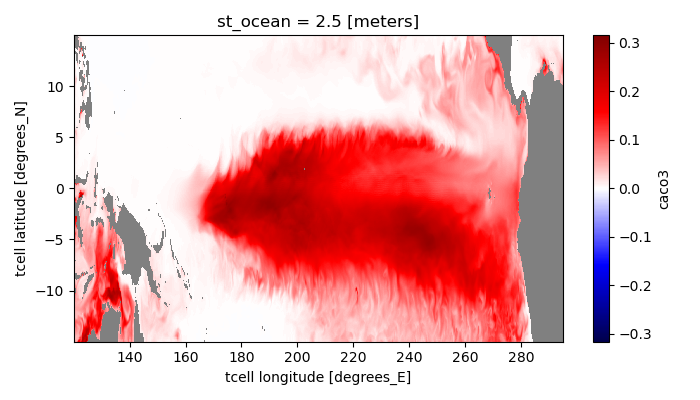 st_ocean = 2.5 [meters]
10
5
0
−5
−10
tcell latitude [degrees_N]
140 160 180 200 220 240 260 280
tcell longitude [degrees_E]
0.3
0.2
0.1
0.0
−0.1
−0.2
−0.3
caco3